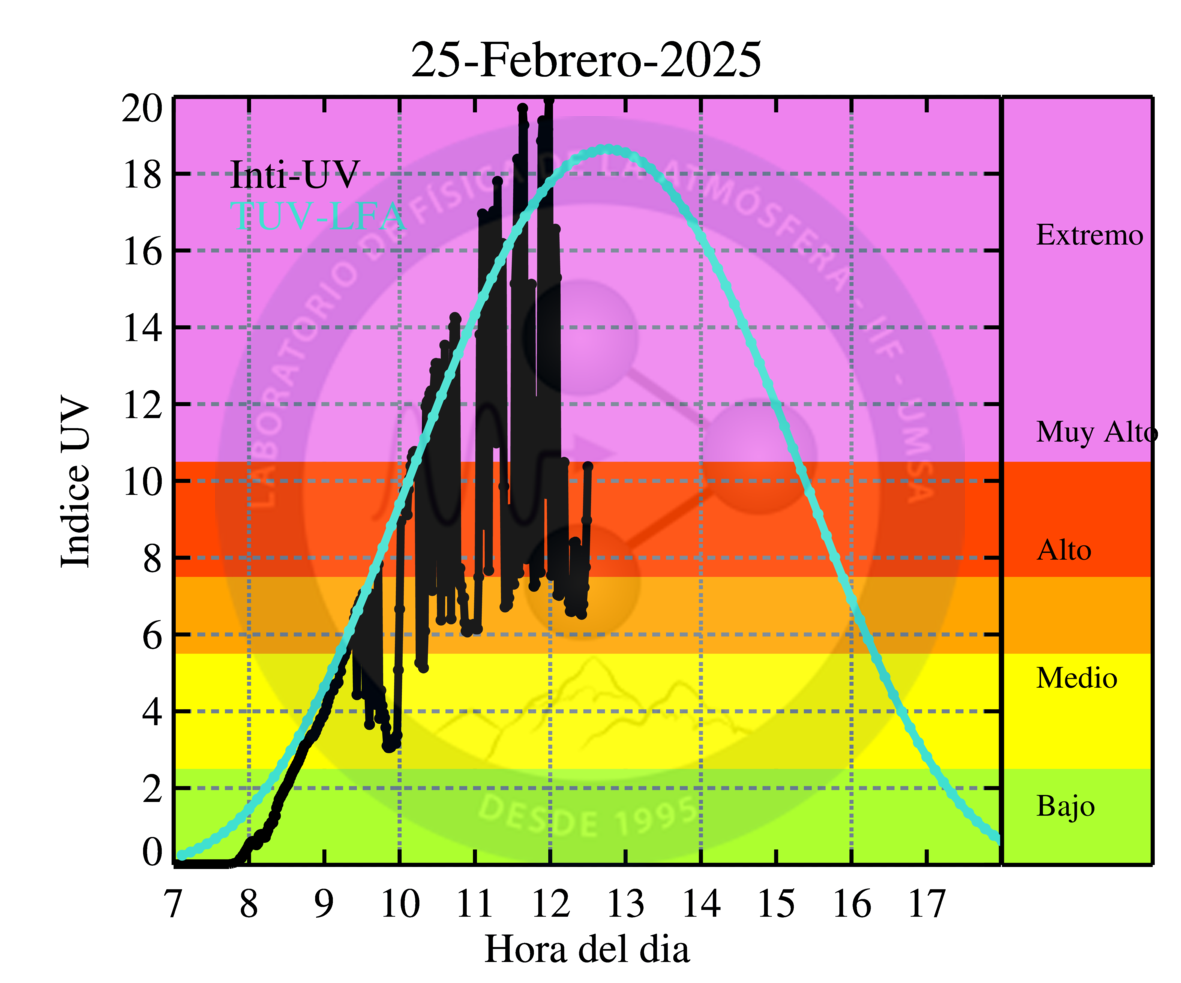 25-Febrero-2025
Indice UV
20
18
16
14
12
10
8
6
4
2
0
Inti-UV
TUV-LFA
LABORATORIO DE FÍSICA DE LA ATMÓSFERA - IIF - UMSA
DESDE 1995
Extremo
Muy Alto
Alto
Medio
Bajo
7 8 9 10 11 12 13 14 15 16 17
Hora del dia